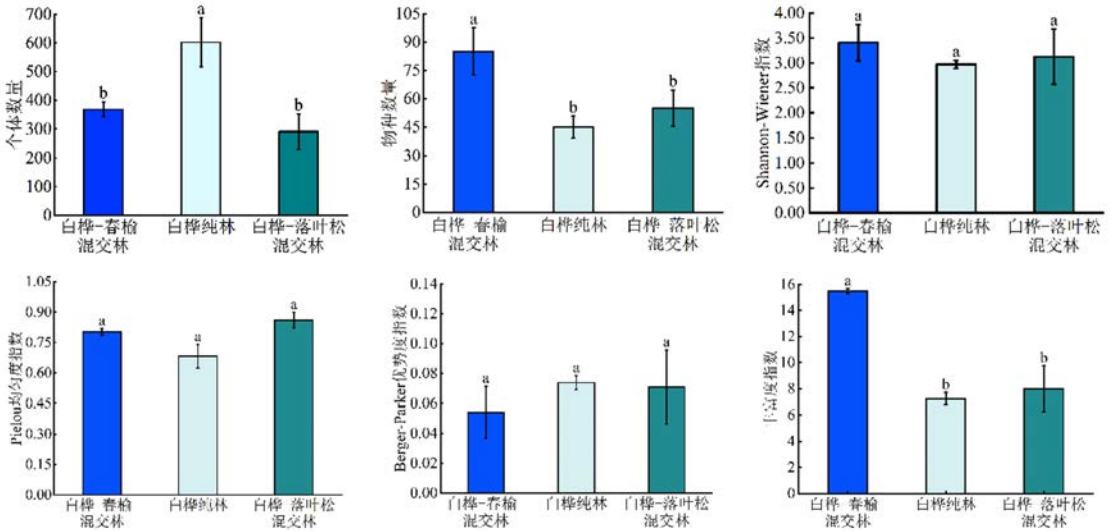 个体数量
700
600
500
400
300
200
100
0
b
a
b
白桦-春榆
混交林
白桦纯林
白桦-落叶松
混交林
物种数量
105
90
75
60
45
30
15
0
a
b
b
白桦 春榆
混交林
白桦纯林
白桦 落叶松
混交林
Shannon-Wiener指数
4.00
3.50
3.00
2.50
2.00
1.50
1.00
0.50
0.00
a
a
a
白桦-春榆
混交林
白桦纯林
白桦-落叶松
混交林
Pielou均匀度指数
1.05
0.90
0.75
0.60
0.45
0.30
0.15
0.00
a
a
a
白桦 春榆
混交林
白桦纯林
白桦 落叶松
混交林
Berger-Parker优势度指数
0.14
0.12
0.10
0.08
0.06
0.04
0.02
0.00
a
a
a
白桦-春榆
混交林
白桦纯林
白桦-落叶松
混交林
丰富度指数
16
14
12
10
8
6
4
2
0
a
b
b
白桦 春榆
混交林
白桦纯林
白桦 落叶松
混交林